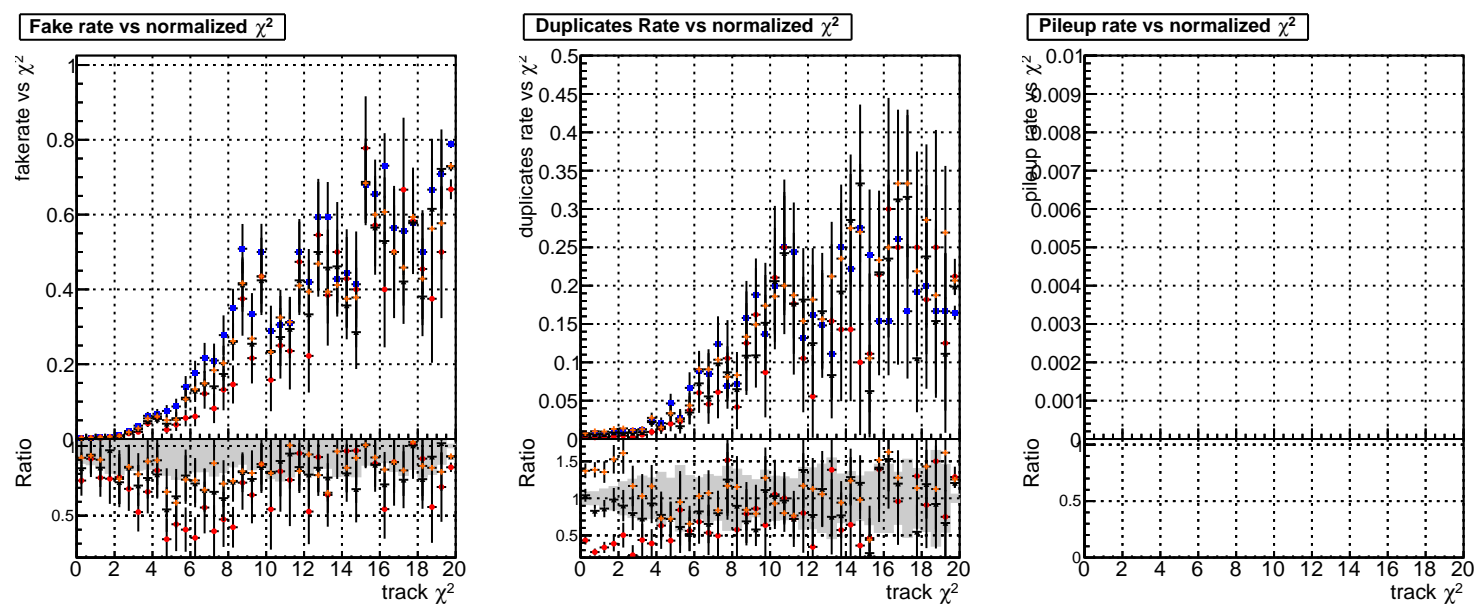 Fake rate vs normalized χ²
fakerate vs χ²
1
0.8
0.6
0.4
0.2
0
Ratio
0.5
0 2 4 6 8 10 12 14 16 18 20
track χ²
Duplicates Rate vs normalized χ²
duplicates rate vs χ²
0.5
0.45
0.4
0.35
0.3
0.25
0.2
0.15
0.1
0.05
0
Ratio
1.5
1
0.5
0 2 4 6 8 10 12 14 16 18 20
track χ²
Pileup rate vs normalized χ²
pileup rate vs χ²
0.01
0.009
0.008
0.007
0.006
0.005
0.004
0.003
0.002
0.001
0
Ratio
1
0.5
0
0 2 4 6 8 10 12 14 16 18 20
track χ²